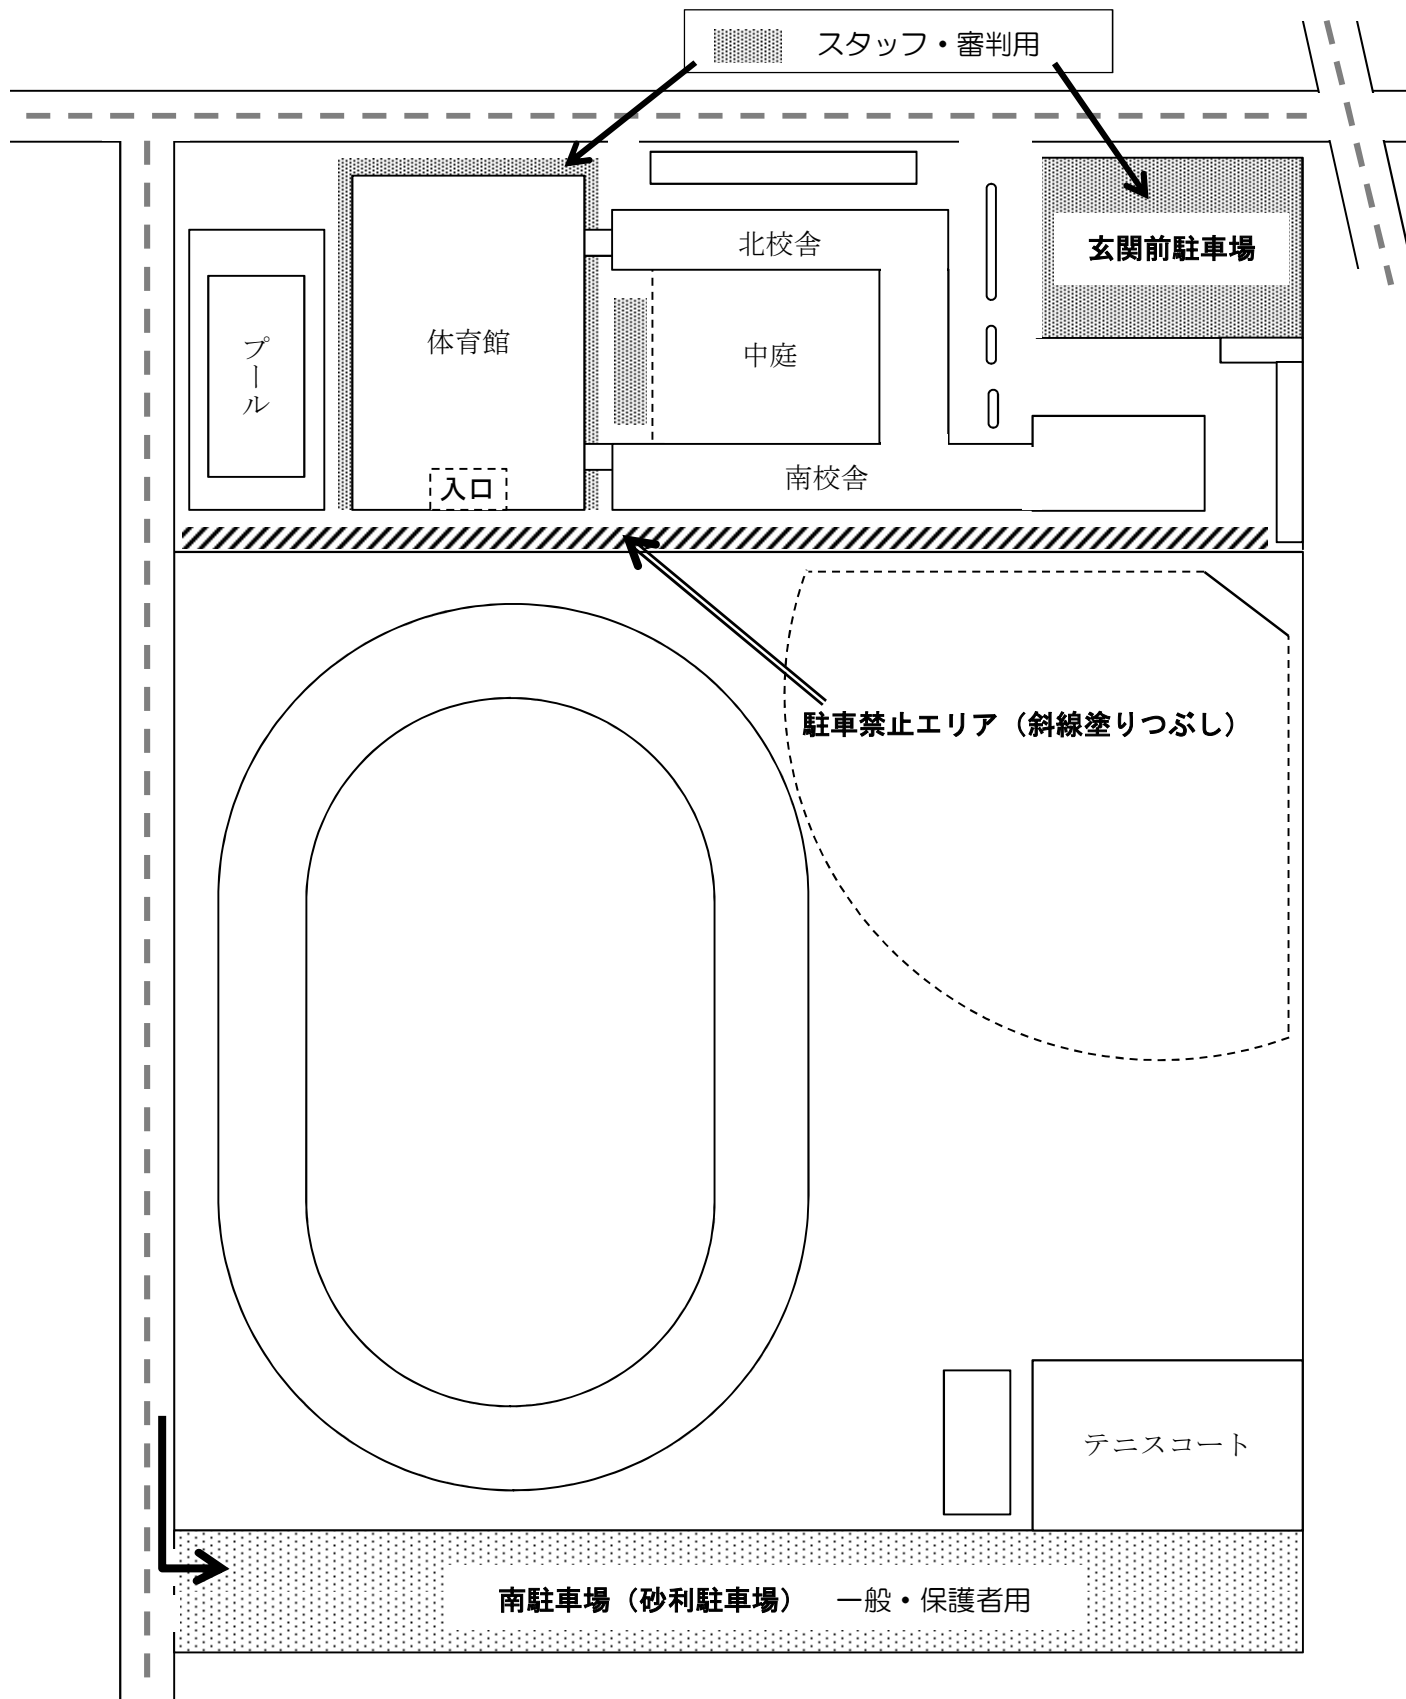 スタッフ・審判用
玄関前駐車場
北校舎
体育館
中庭
プール
南校舎
入口
駐車禁止エリア（斜線塗りつぶし）
テニスコート
南駐車場（砂利駐車場）　一般・保護者用